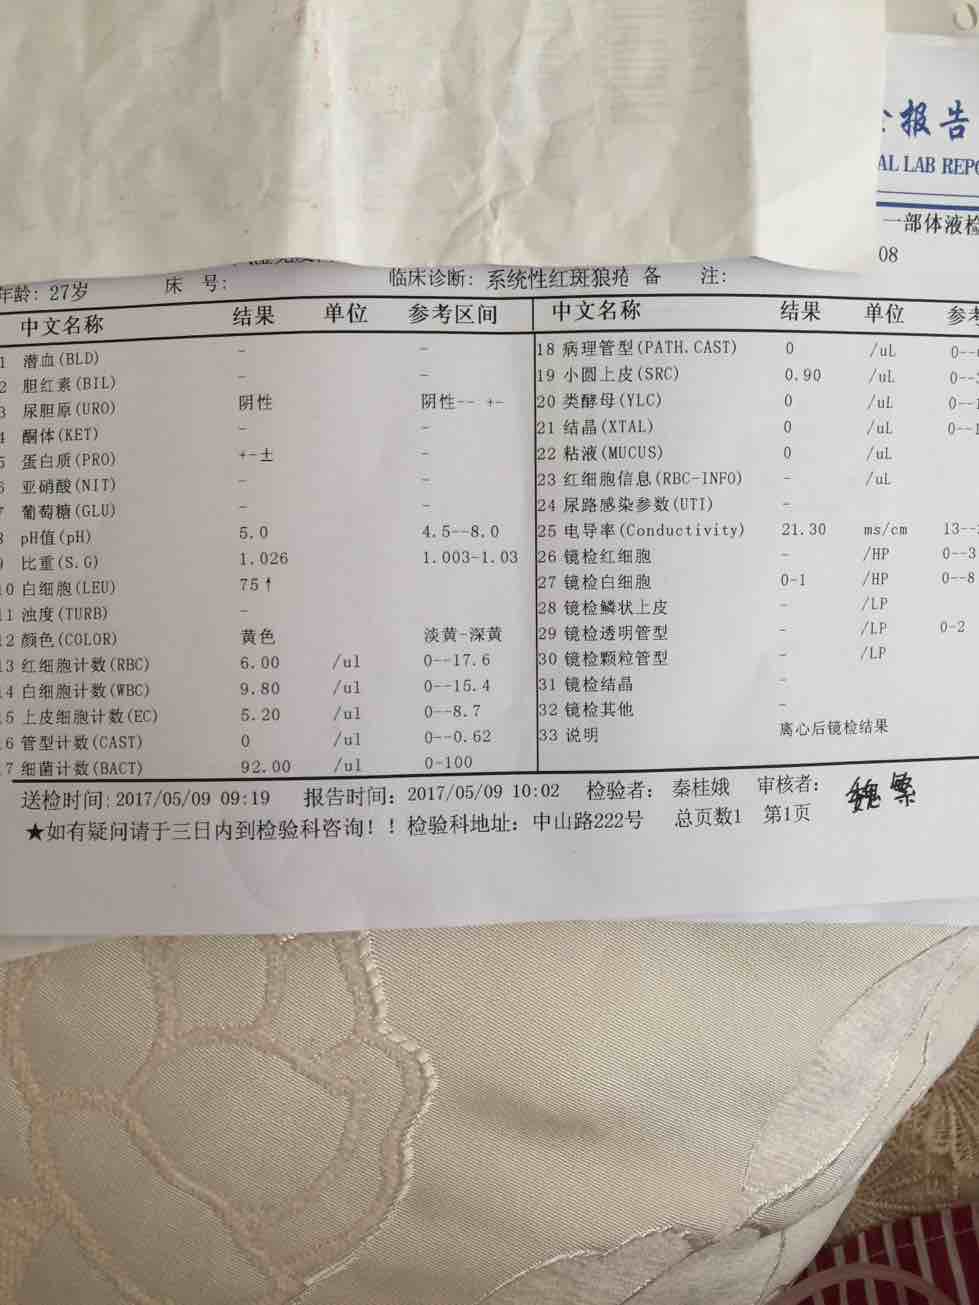 报告
AL LAB REPO
一部体液检
08
年龄: 27岁 床 号: 临床诊断: 系统性红斑狼疮 备 注:
中文名称 结果 单位 参考区间 中文名称 结果 单位 参考
1 潜血(BLD) - - 18 病理管型(PATH.CAST) 0 /uL 0--
2 胆红素(BIL) - - 19 小圆上皮(SRC) 0.90 /uL 0--
3 尿胆原(URO) 阴性 阴性-- +- 20 类酵母(YLC) 0 /uL 0--1
4 酮体(KET) - - 21 结晶(XTAL) 0 /uL 0--1
5 蛋白质(PRO) +-± - 22 粘液(MUCUS) 0 /uL
6 亚硝酸(NIT) - - 23 红细胞信息(RBC-INFO) - /uL
7 葡萄糖(GLU) - - 24 尿路感染参数(UTI) -
8 pH值(pH) 5.0 4.5--8.0 25 电导率(Conductivity) 21.30 ms/cm 13--
9 比重(S.G) 1.026 1.003-1.03 26 镜检红细胞 - /HP 0--3
10 白细胞(LEU) 75↑ 27 镜检白细胞 0-1 /HP 0--8
11 浊度(TURB) - 28 镜检鳞状上皮 - /LP
12 颜色(COLOR) 黄色 淡黄-深黄 29 镜检透明管型 - /LP 0-2
13 红细胞计数(RBC) 6.00 /ul 0--17.6 30 镜检颗粒管型 - /LP
14 白细胞计数(WBC) 9.80 /ul 0--15.4 31 镜检结晶 -
15 上皮细胞计数(EC) 5.20 /ul 0--8.7 32 镜检其他 -
16 管型计数(CAST) 0 /ul 0--0.62 33 说明 离心后镜检结果
17 细菌计数(BACT) 92.00 /ul 0-100
送检时间: 2017/05/09 09:19 报告时间: 2017/05/09 10:02 检验者: 秦桂娥 审核者:
★如有疑问请于三日内到检验科咨询!! 检验科地址: 中山路222号 总页数1 第1页